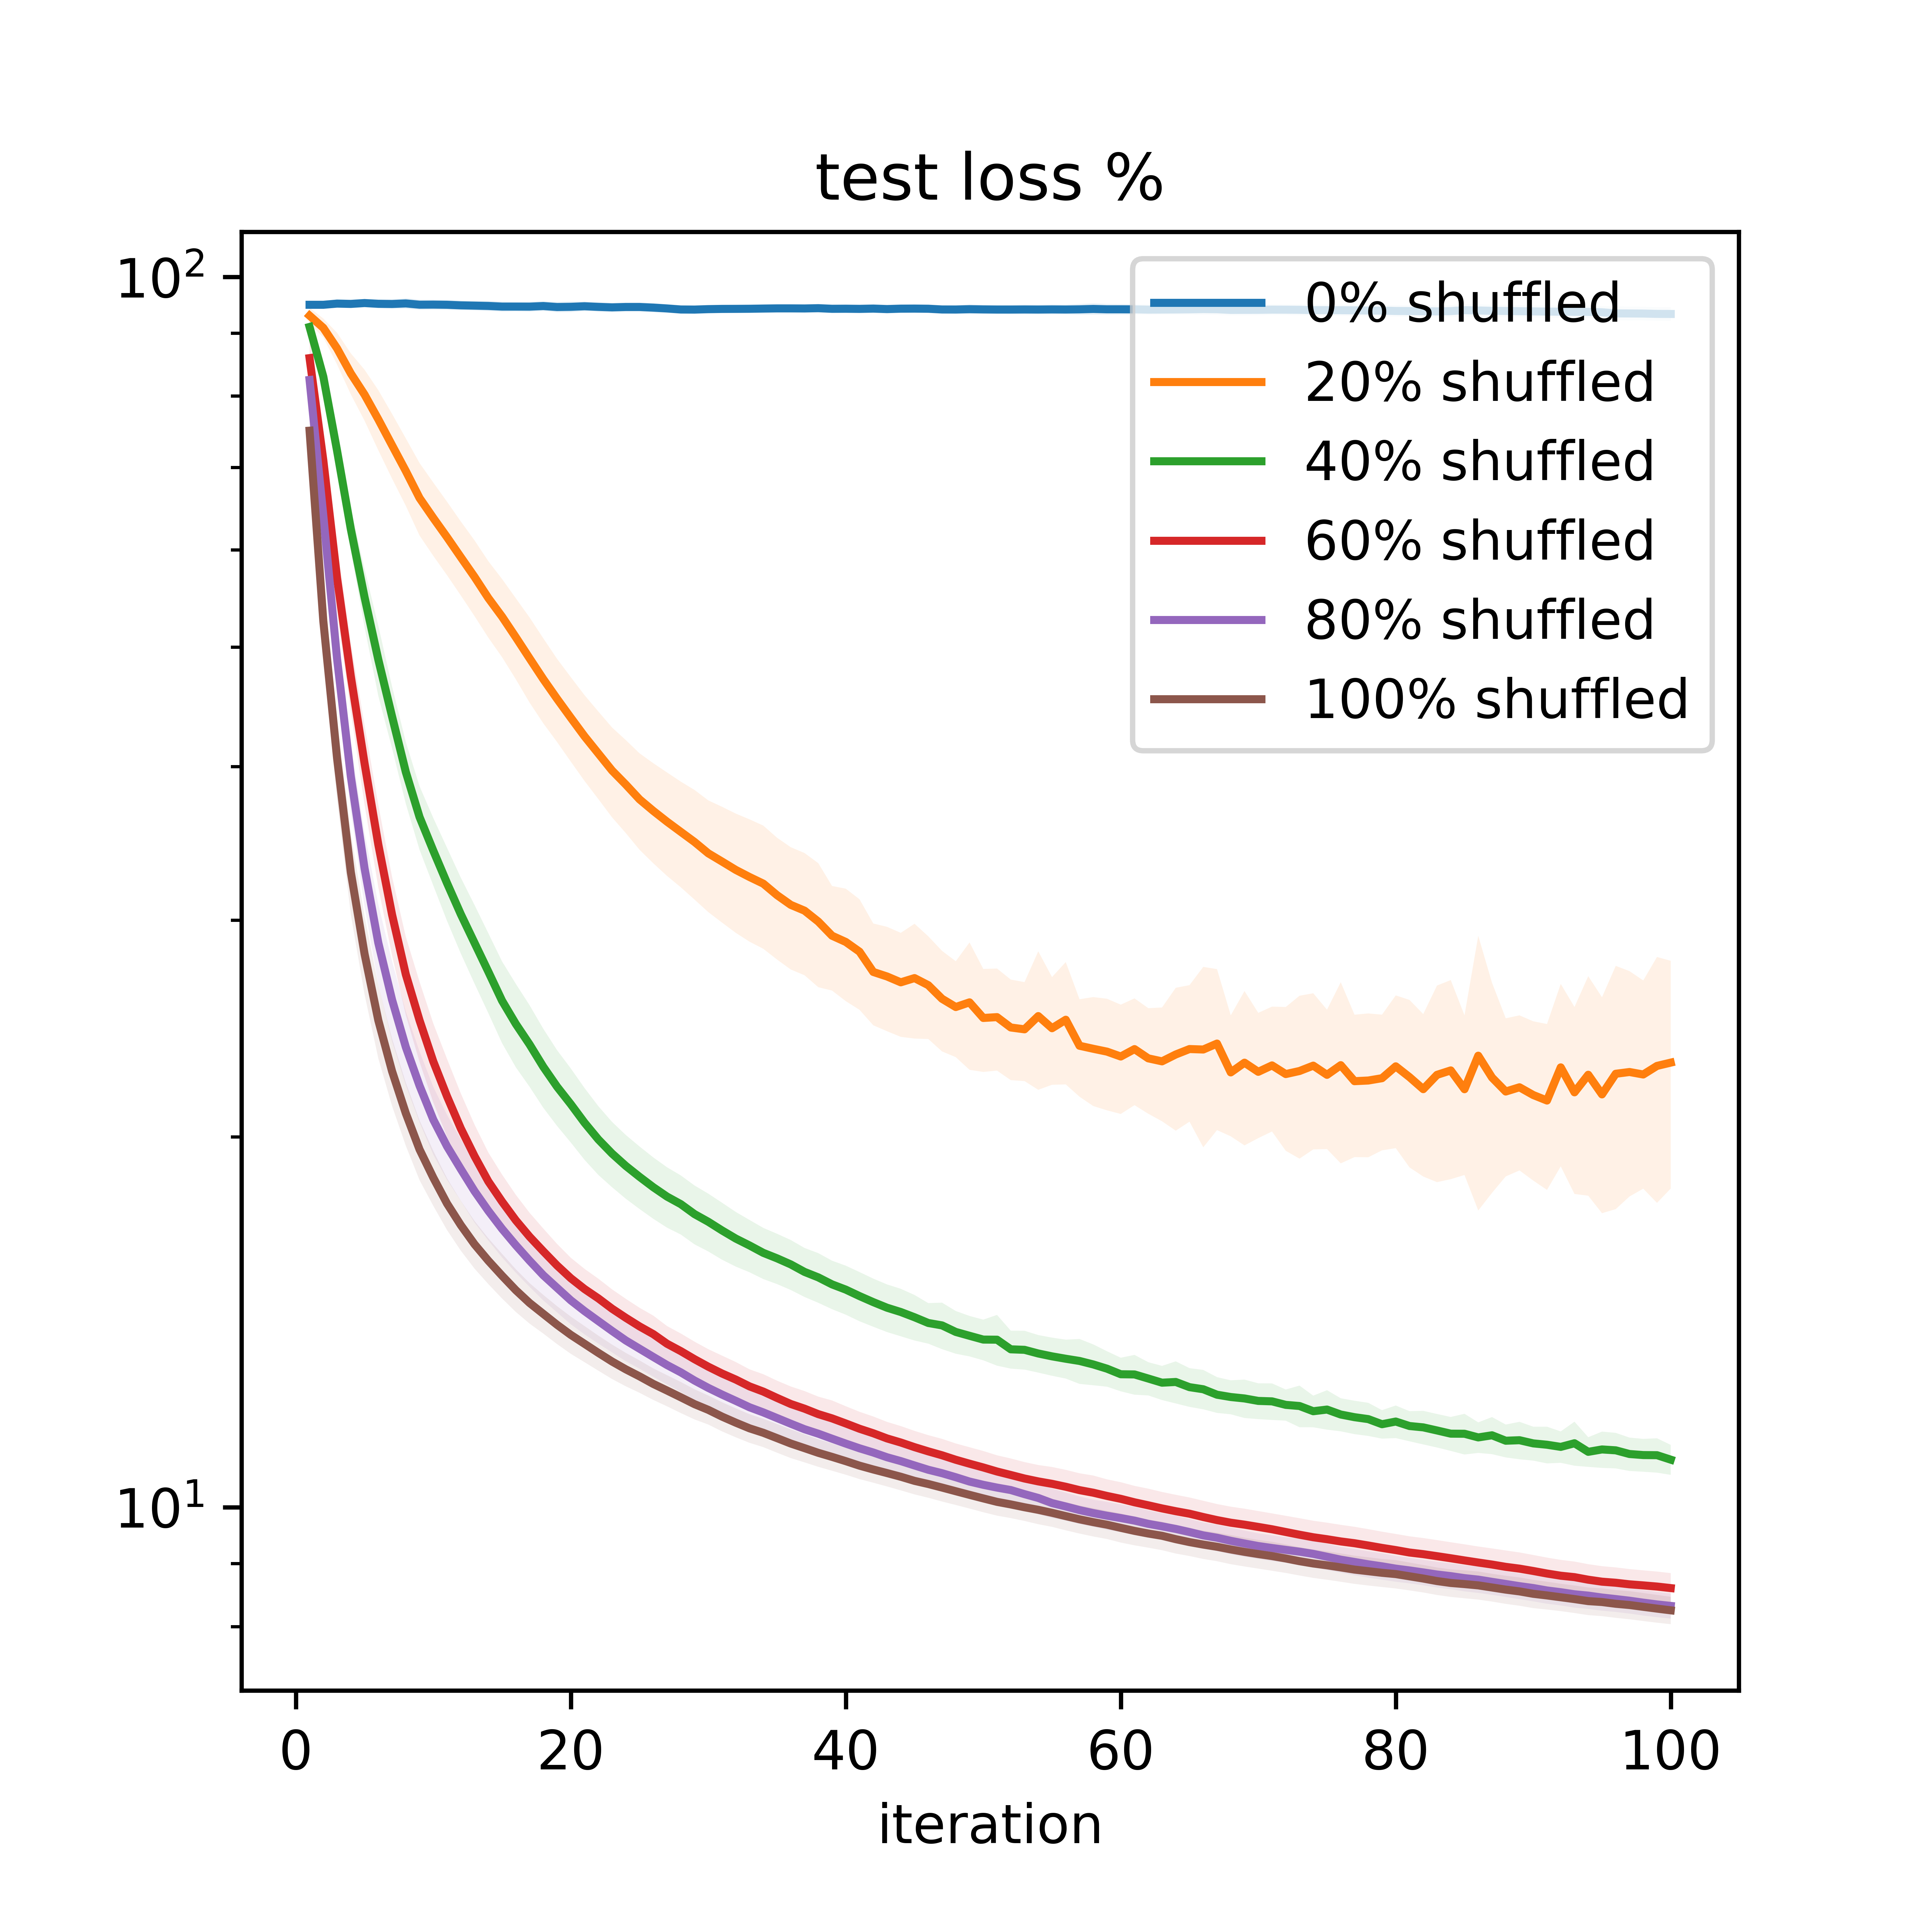 test loss %
10²
10¹
0% shuffled
20% shuffled
40% shuffled
60% shuffled
80% shuffled
100% shuffled
0 20 40 60 80 100
iteration